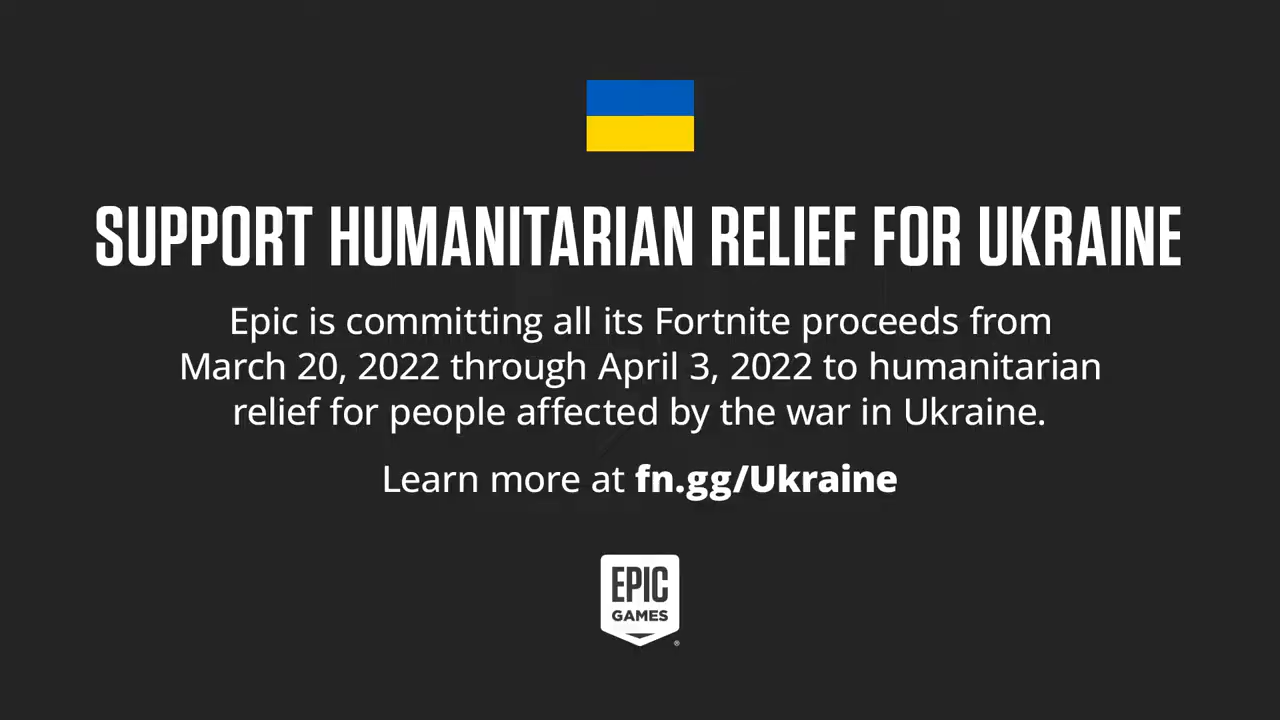 SUPPORT HUMANITARIAN RELIEF FOR UKRAINE
Epic is committing all its Fortnite proceeds from
March 20, 2022 through April 3, 2022 to humanitarian
relief for people affected by the war in Ukraine.
Learn more at fn.gg/Ukraine
EPIC
GAMES
®